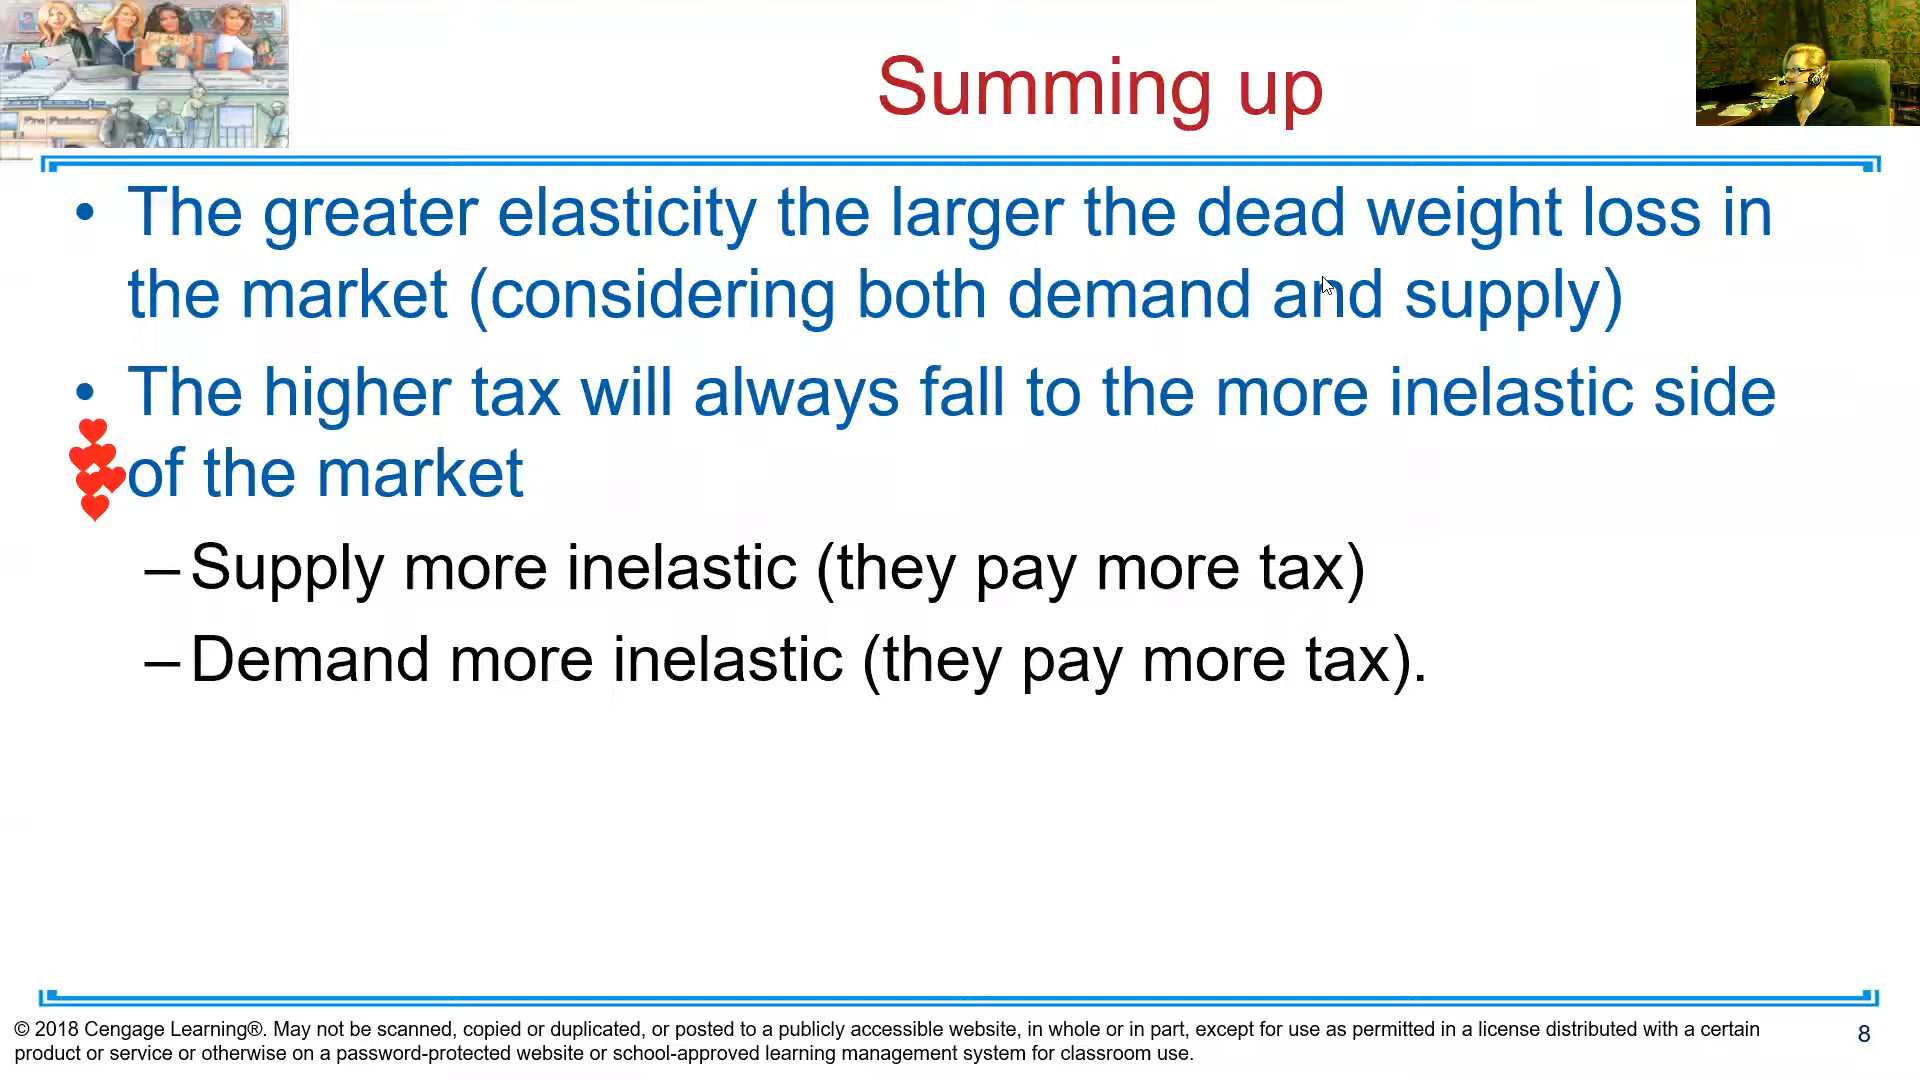 Summing up
• The greater elasticity the larger the dead weight loss in
the market (considering both demand and supply)
• The higher tax will always fall to the more inelastic side
of the market
–Supply more inelastic (they pay more tax)
–Demand more inelastic (they pay more tax).
© 2018 Cengage Learning®. May not be scanned, copied or duplicated, or posted to a publicly accessible website, in whole or in part, except for use as permitted in a license distributed with a certain
product or service or otherwise on a password-protected website or school-approved learning management system for classroom use.
8